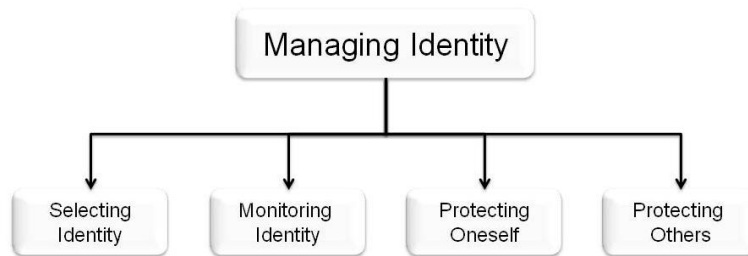 Managing Identity
Selecting
Identity
Monitoring
Identity
Protecting
Oneself
Protecting
Others